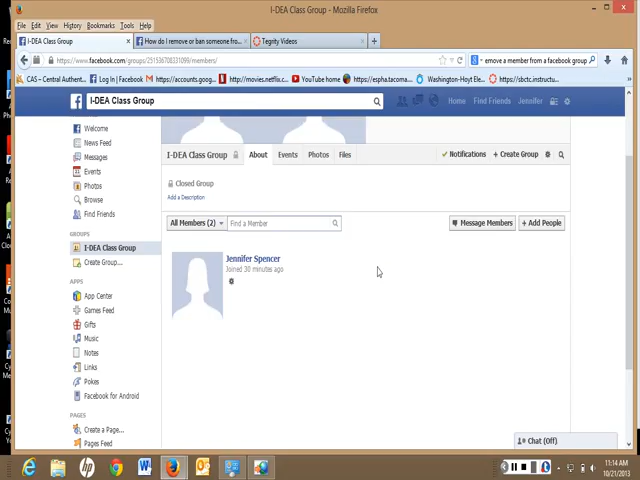 I-DEA Class Group - Mozilla Firefox
File Edit View History Bookmarks Tools Help
I-DEA Class Group × How do I remove or ban someone fro... × Tegrity Videos × +
https://www.facebook.com/groups/251536708331099/members/
emove a member from a facebook group
CAS – Central Authent... Log In | Facebook https://accounts.goog... http://movies.netflix.c... YouTube home https://espha.tacoma... Washington-Hoyt Elem... https://sbctc.instructu...
I-DEA Class Group
Home Find Friends Jennifer
Welcome
News Feed
Messages
Events
Photos
Browse
Find Friends
GROUPS
I-DEA Class Group
Create Group...
APPS
App Center
Games Feed
Gifts
Music
Notes
Links
Pokes
Facebook for Android
PAGES
Create a Page...
Pages Feed
I-DEA Class Group About Events Photos Files
✓ Notifications + Create Group
Closed Group
Add a Description
All Members (2) Find a Member
Message Members + Add People
Jennifer Spencer
Joined 30 minutes ago
Chat (Off)
11:14 AM
10/21/2013